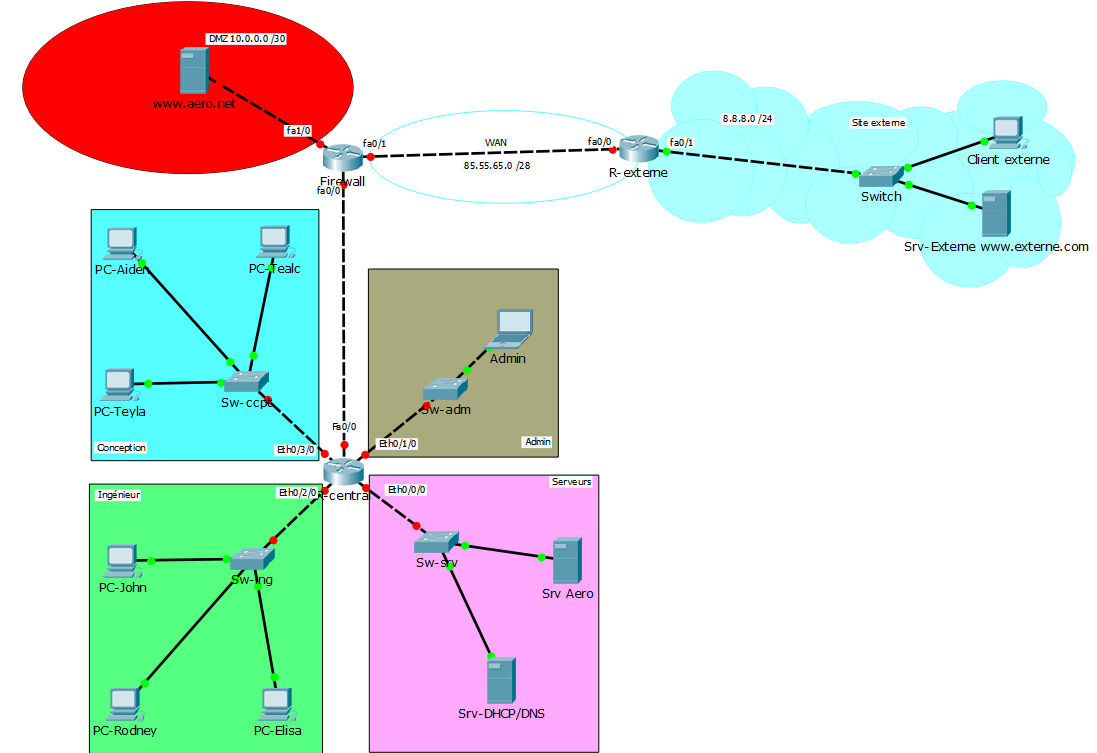 DMZ 10.0.0.0 /30
www.aero.net
fa1/0
fa0/1
Firewall
fa0/0
WAN
85.55.65.0 /28
fa0/0
fa0/1
R-externe
8.8.8.0 /24
Site externe
Client externe
Switch
Srv-Externe www.externe.com
PC-Aiden
PC-Tealc
PC-Teyla
Sw-ccpt
Conception
Eth0/3/0
Admin
Sw-adm
Admin
Fa0/0
Eth0/1/0
Ingénieur
Eth0/2/0
-central
Eth0/0/0
Serveurs
PC-John
Sw-ing
PC-Rodney
PC-Elisa
Sw-srv
Srv Aero
Srv-DHCP/DNS